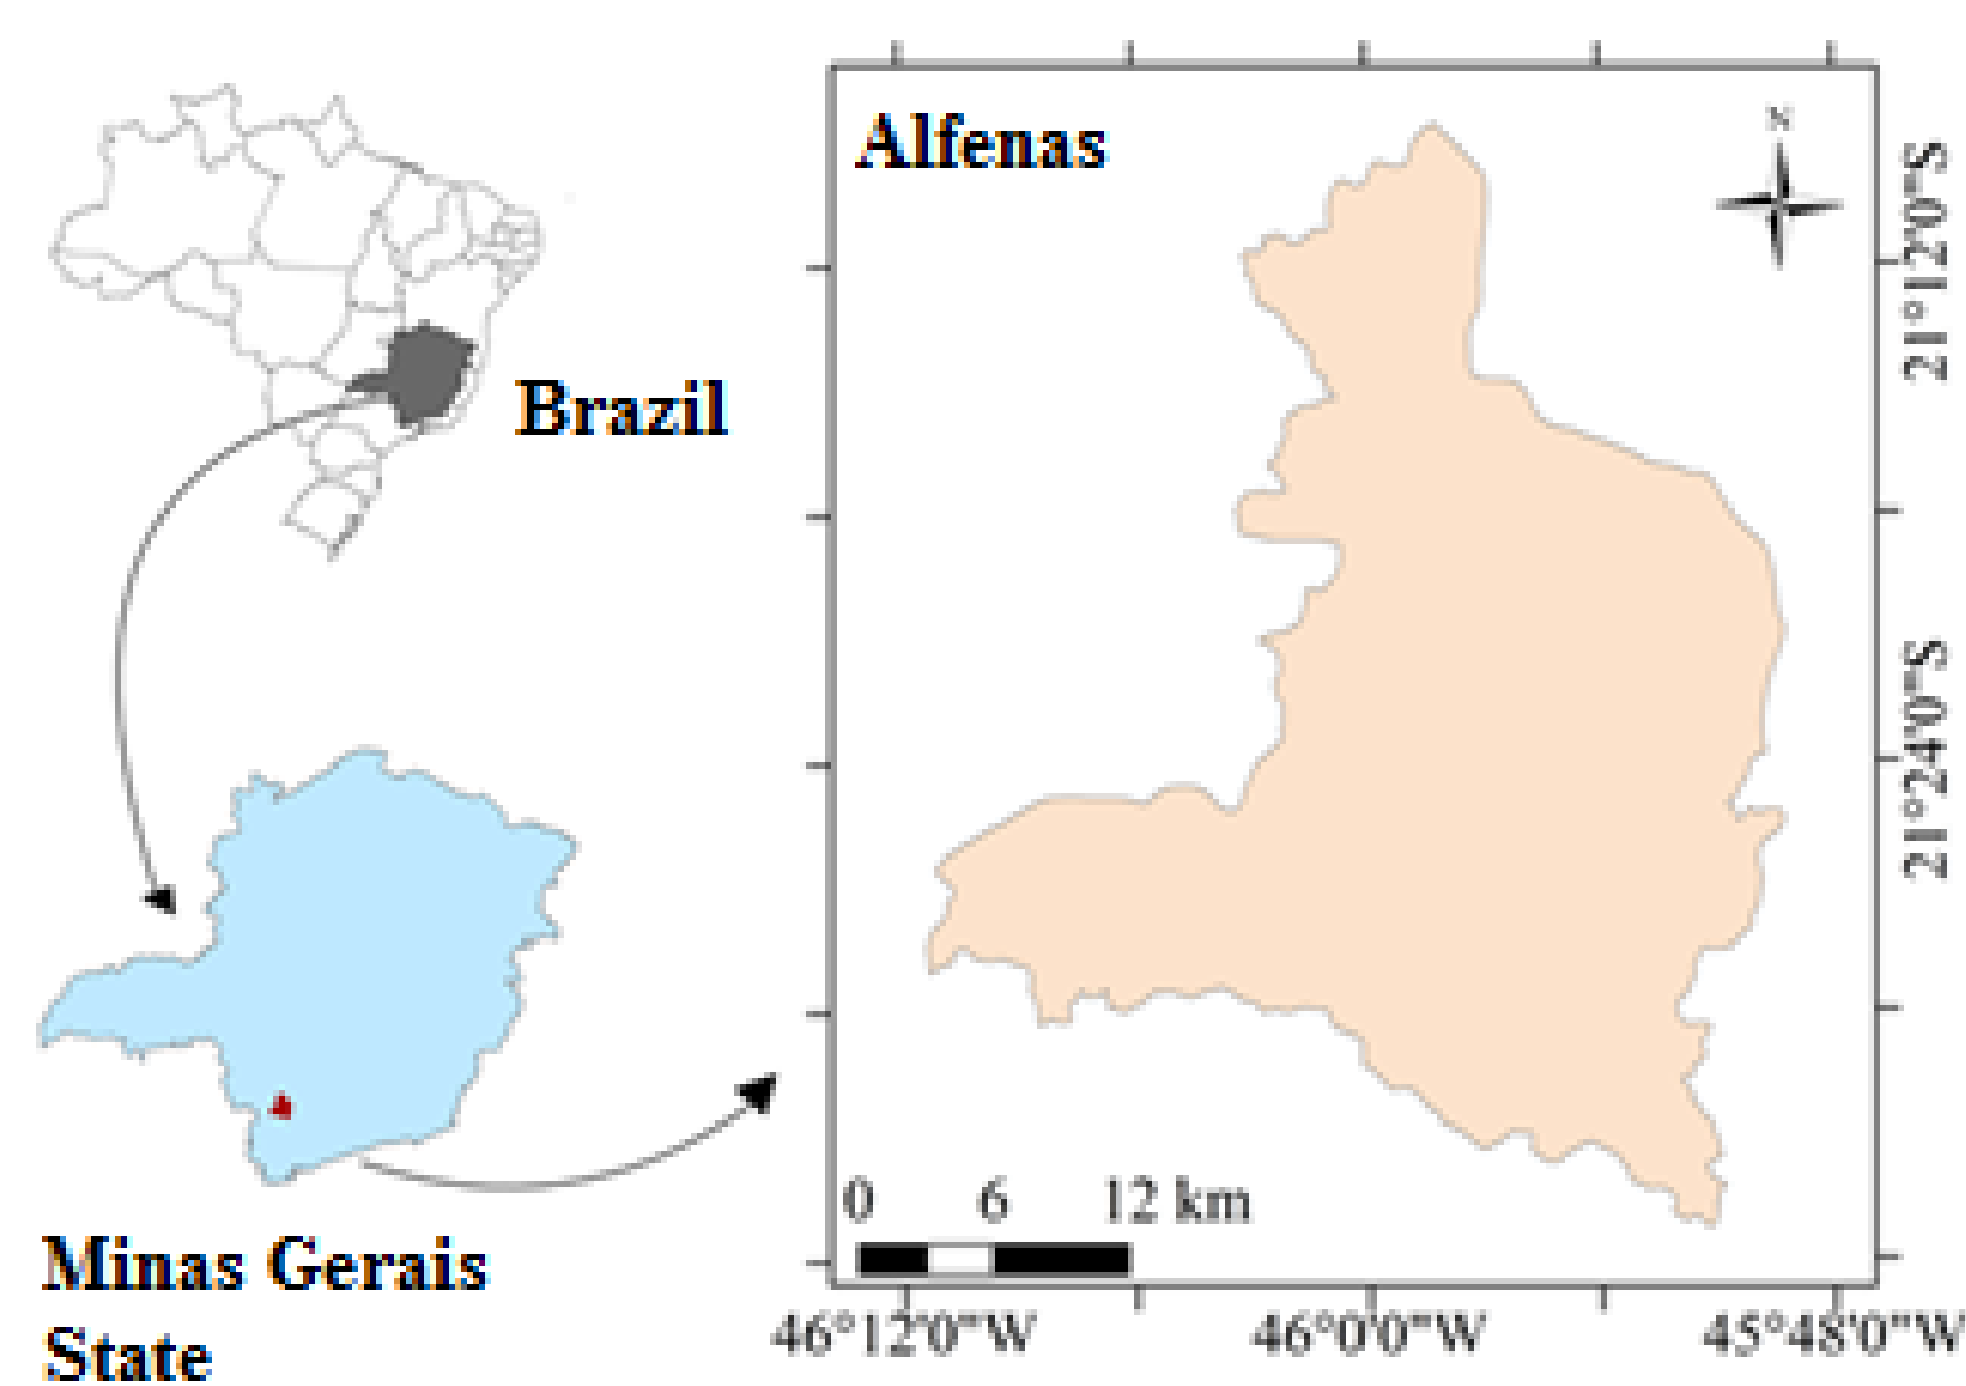 Alfenas
N
21°12'0"S
Brazil
21°24'0"S
0 6 12 km
Minas Gerais
State
46°12'0"W 46°0'0"W 45°48'0"W